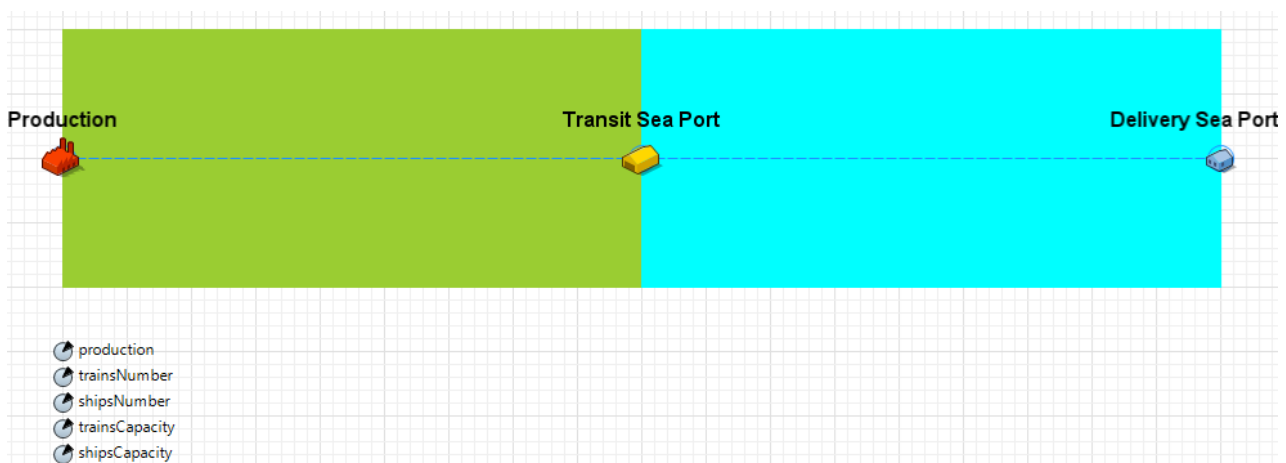 Production
Transit Sea Port
Delivery Sea Port
production
trainsNumber
shipsNumber
trainsCapacity
shipsCapacity